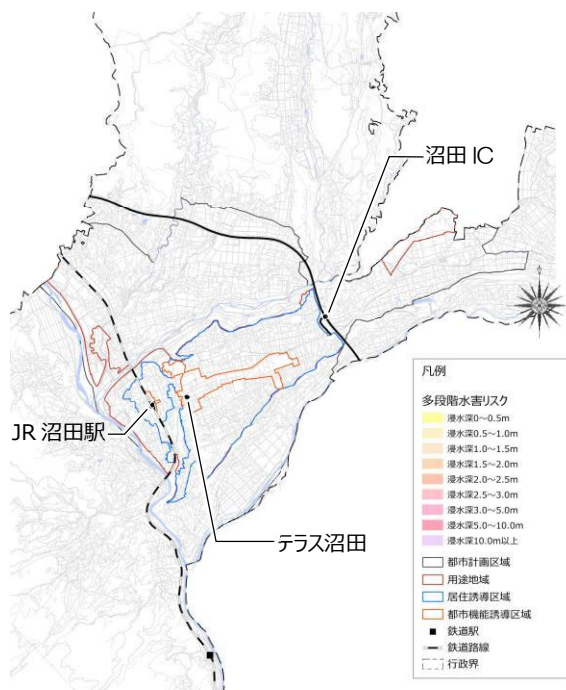 沼田 IC
JR 沼田駅
テラス沼田
凡例
多段階水害リスク
浸水深0～0.5m
浸水深0.5～1.0m
浸水深1.0～1.5m
浸水深1.5～2.0m
浸水深2.0～2.5m
浸水深2.5～3.0m
浸水深3.0～5.0m
浸水深5.0～10.0m
浸水深10.0m以上
都市計画区域
用途地域
居住誘導区域
都市機能誘導区域
鉄道駅
鉄道路線
行政界